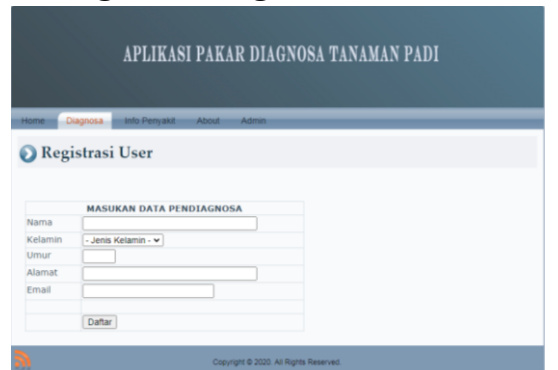 APLIKASI PAKAR DIAGNOSA TANAMAN PADI
Home Diagnosa Info Penyakit About Admin
Registrasi User
MASUKAN DATA PENDIAGNOSA
Nama
Kelamin - Jenis Kelamin -
Umur
Alamat
Email
Daftar
Copyright © 2020. All Rights Reserved.